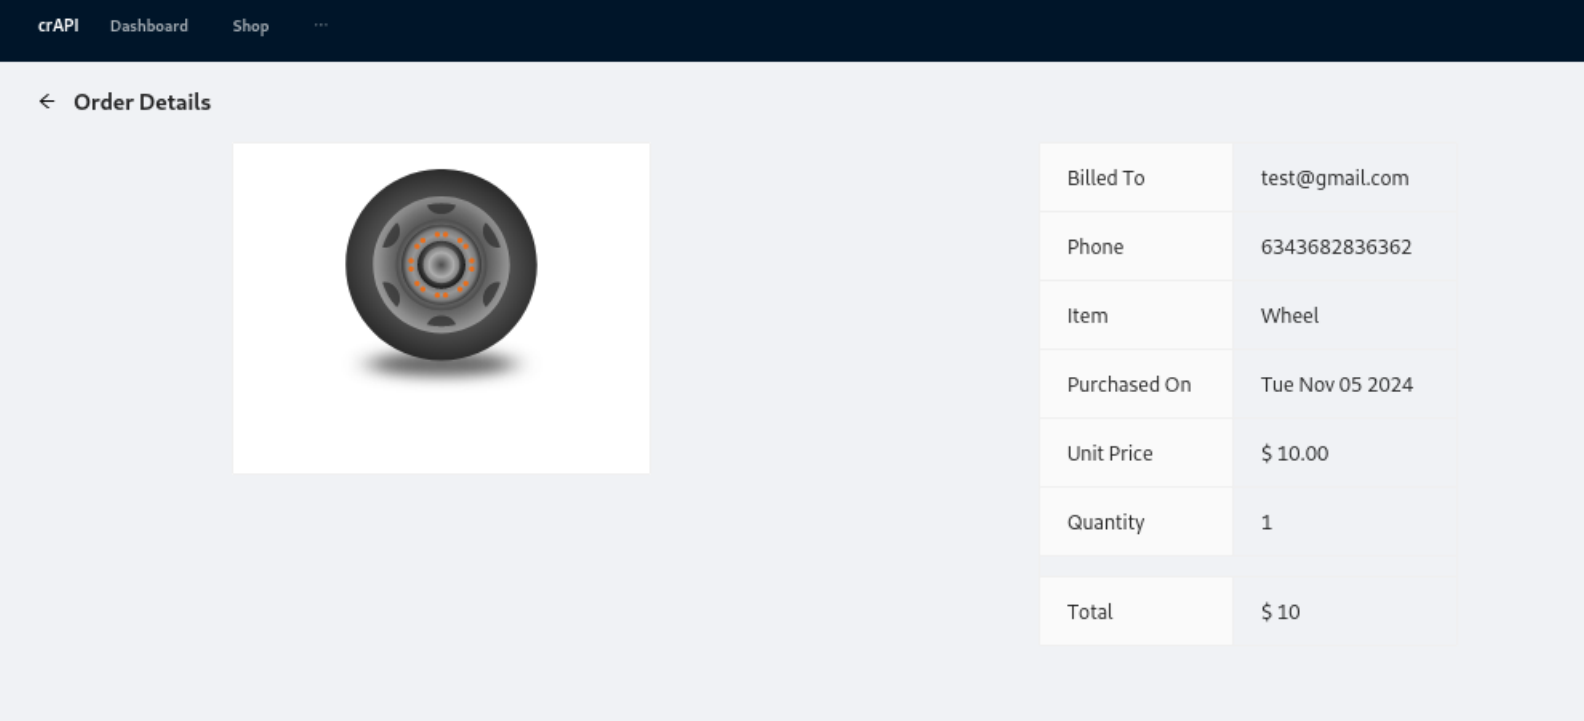 crAPI Dashboard Shop ...
← Order Details
Billed To test@gmail.com
Phone 6343682836362
Item Wheel
Purchased On Tue Nov 05 2024
Unit Price $ 10.00
Quantity 1
Total $ 10